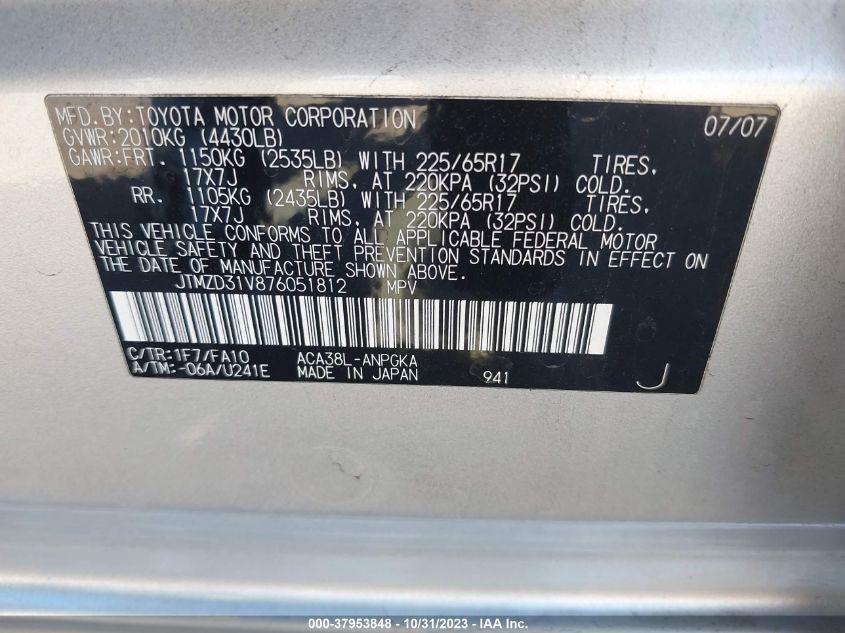 MFD.BY:TOYOTA MOTOR CORPORATION 07/07
GVWR:2010KG (4430LB)
GAWR:FRT. 1150KG (2535LB) WITH 225/65R17 TIRES,
17X7J RIMS, AT 220KPA (32PSI) COLD.
RR. 1105KG (2435LB) WITH 225/65R17 TIRES,
17X7J RIMS, AT 220KPA (32PSI) COLD.
THIS VEHICLE CONFORMS TO ALL APPLICABLE FEDERAL MOTOR
VEHICLE SAFETY AND THEFT PREVENTION STANDARDS IN EFFECT ON
THE DATE OF MANUFACTURE SHOWN ABOVE.
JTMZD31V876051812 MPV
C/TR:1F7/FA10 ACA38L-ANPGKA
A/TM:-06A/U241E MADE IN JAPAN 941 J
000-37953848 - 10/31/2023 - IAA Inc.